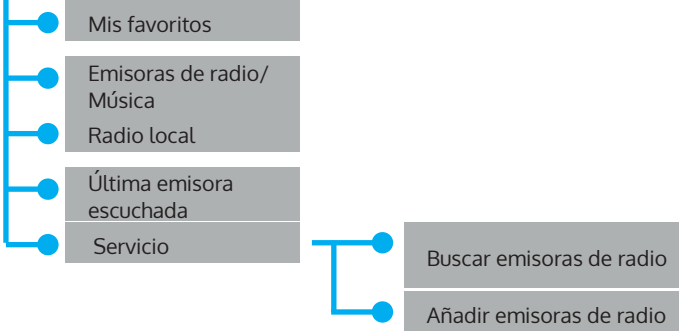 Mis favoritos
Emisoras de radio/
Música
Radio local
Última emisora
escuchada
Servicio
Buscar emisoras de radio
Añadir emisoras de radio